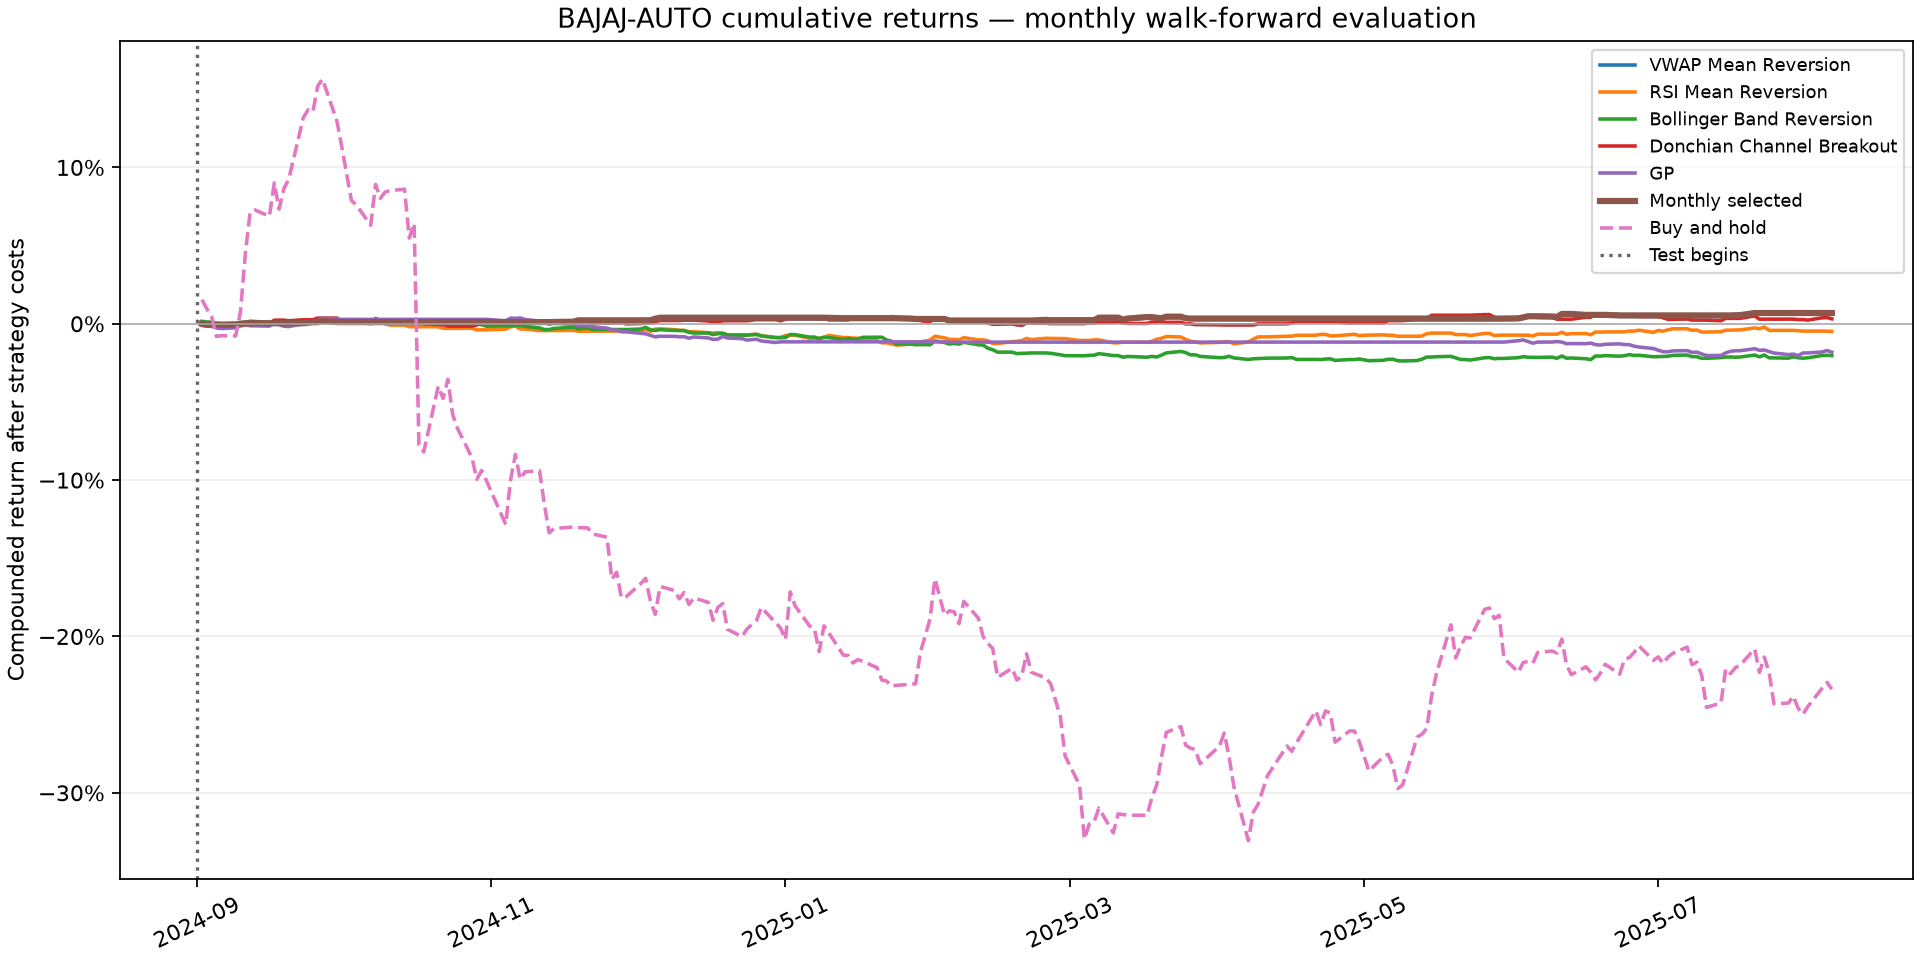 BAJAJ-AUTO cumulative returns — monthly walk-forward evaluation
VWAP Mean Reversion
RSI Mean Reversion
Bollinger Band Reversion
Donchian Channel Breakout
GP
Monthly selected
Buy and hold
Test begins
Compounded return after strategy costs
10%
0%
−10%
−20%
−30%
2024-09
2024-11
2025-01
2025-03
2025-05
2025-07